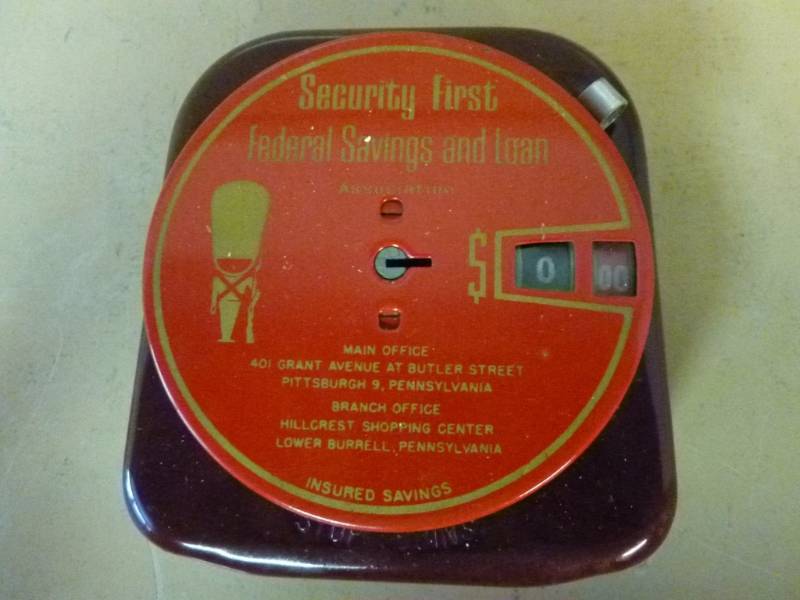 Security First
Federal Savings and Loan
Association
$ 0 00
MAIN OFFICE
401 GRANT AVENUE AT BUTLER STREET
PITTSBURGH 9, PENNSYLVANIA
BRANCH OFFICE
HILLCREST SHOPPING CENTER
LOWER BURRELL, PENNSYLVANIA
INSURED SAVINGS